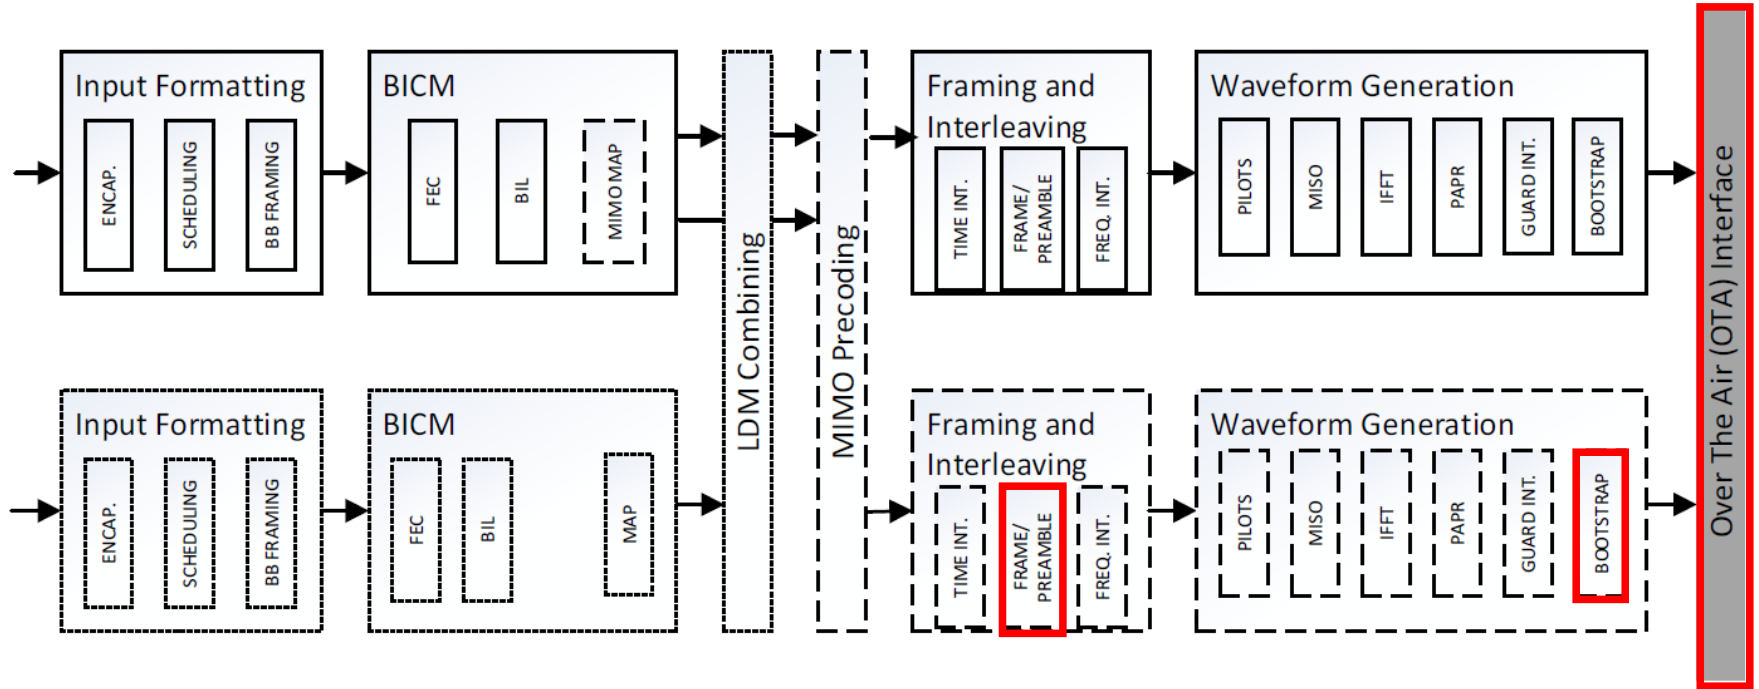 Input Formatting
ENCAP.
SCHEDULING
BB FRAMING
BICM
FEC
BIL
MIMO MAP
LDM Combining
MIMO Precoding
Framing and
Interleaving
TIME INT.
FRAME/
PREAMBLE
FREQ. INT.
Waveform Generation
PILOTS
MISO
IFFT
PAPR
GUARD INT.
BOOTSTRAP
Over The Air (OTA) Interface
Input Formatting
ENCAP.
SCHEDULING
BB FRAMING
BICM
FEC
BIL
MAP
Framing and
Interleaving
TIME INT.
FRAME/
PREAMBLE
FREQ. INT.
Waveform Generation
PILOTS
MISO
IFFT
PAPR
GUARD INT.
BOOTSTRAP